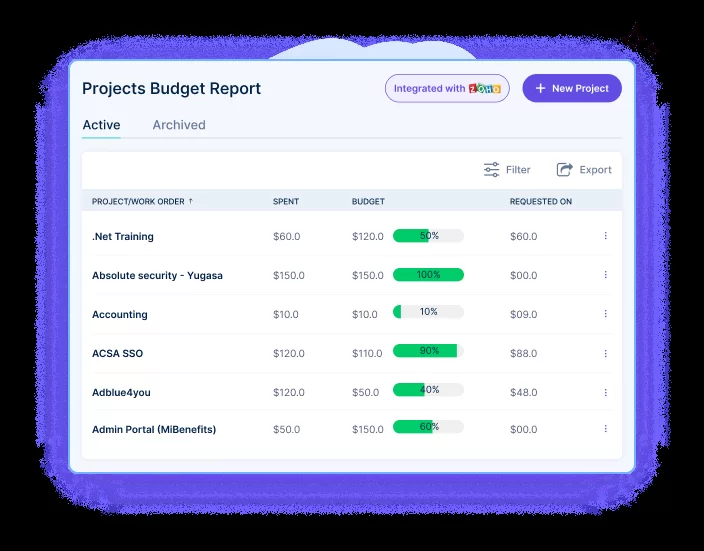 Projects Budget Report
Integrated with ZOHO
+ New Project
Active Archived
Filter Export
PROJECT/WORK ORDER ↑ SPENT BUDGET REQUESTED ON
.Net Training $60.0 $120.0 50% $60.0
Absolute security - Yugasa $150.0 $150.0 100% $00.0
Accounting $10.0 $10.0 10% $09.0
ACSA SSO $120.0 $110.0 90% $88.0
Adblue4you $120.0 $50.0 40% $48.0
Admin Portal (MiBenefits) $50.0 $150.0 60% $00.0